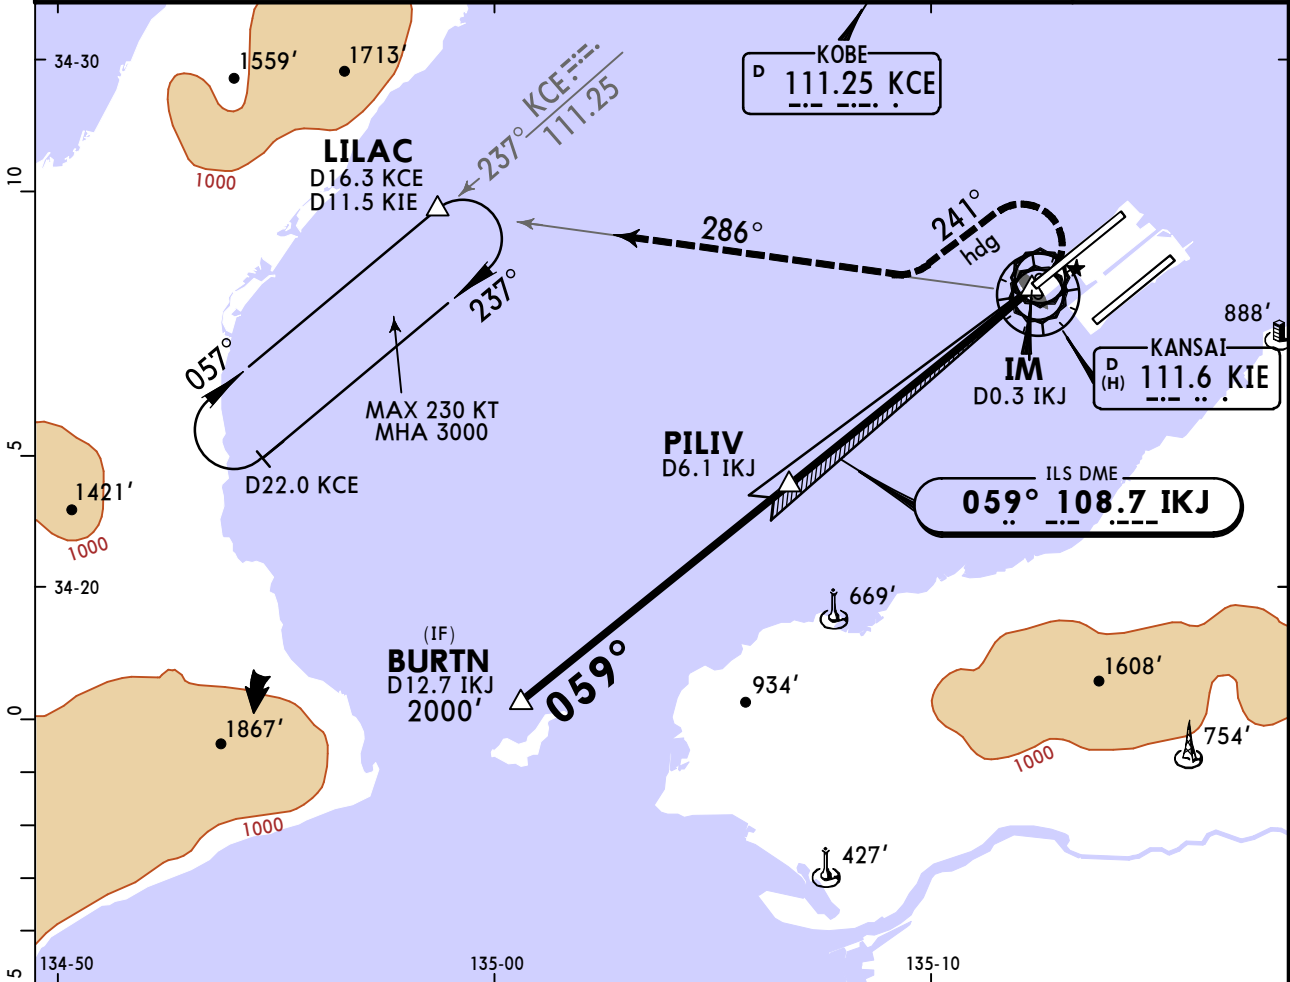 34-30
1559'
1713'
KOBE
D
111.25 KCE
237° KCE
111.25
LILAC
D16.3 KCE
D11.5 KIE
10
1000
286°
241°
hdg
237°
057°
888'
KANSAI
D
(H)
111.6 KIE
IM
D0.3 IKJ
MAX 230 KT
MHA 3000
PILIV
D6.1 IKJ
5
D22.0 KCE
ILS DME
059° 108.7 IKJ
1421'
1000
34-20
669'
(IF)
BURTN
D12.7 IKJ
2000'
059°
934'
1608'
0
1867'
754'
1000
1000
427'
5
134-50
135-00
135-10